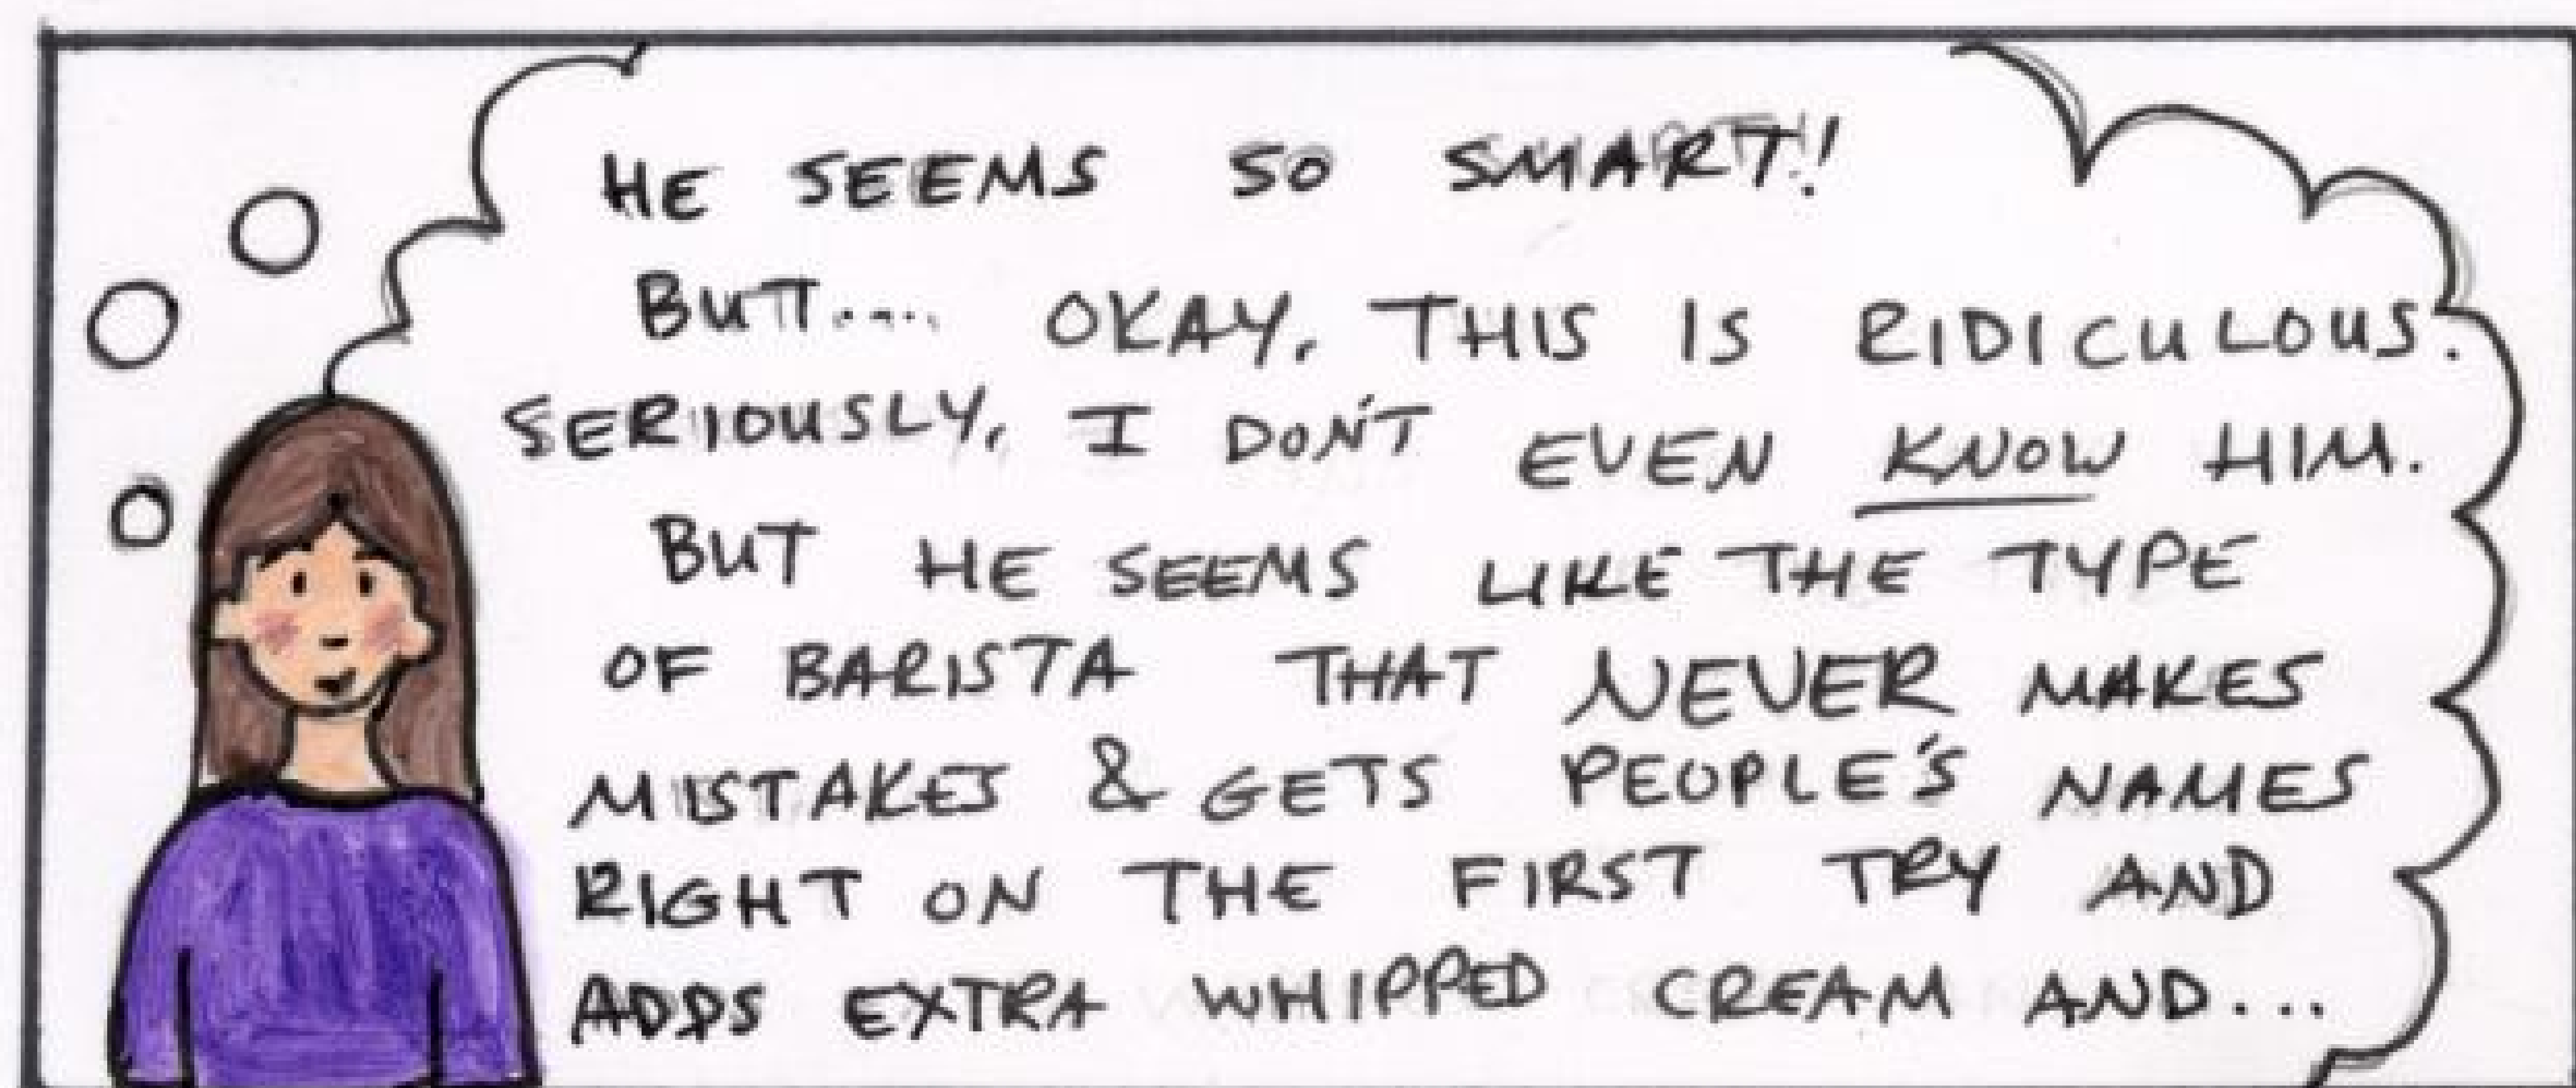 HE SEEMS SO SMART!
BUT.... OKAY, THIS IS RIDICULOUS.
SERIOUSLY, I DON'T EVEN KNOW HIM.
BUT HE SEEMS LIKE THE TYPE
OF BARISTA THAT NEVER MAKES
MISTAKES & GETS PEOPLE'S NAMES
RIGHT ON THE FIRST TRY AND
ADDS EXTRA WHIPPED CREAM AND...